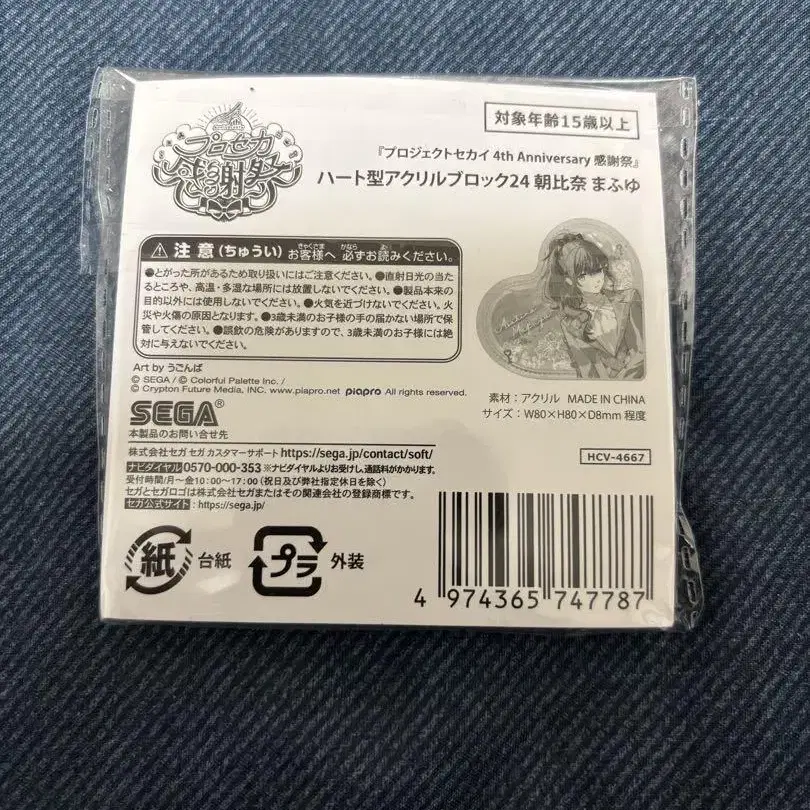 プロセカ
感謝祭
対象年齢15歳以上
『プロジェクトセカイ 4th Anniversary 感謝祭』
ハート型アクリルブロック24 朝比奈 まふゆ
注意(ちゅうい)お客様へ 必ずお読みください。
きゃくさま かなら よ
●とがった所があるため取り扱いにはご注意ください。●直射日光の当
たるところや、高温・多湿な場所には放置しないでください。●製品本来の
目的以外には使用しないでください。●火気を近づけないでください。火
災や火傷の原因となります。●3歳未満のお子様の手の届かない場所で保
管してください。●誤飲の危険がありますので、3歳未満のお子様には絶
対に与えないでください。
Art by うごんば
© SEGA / © Colorful Palette Inc. /
© Crypton Future Media, INC. www.piapro.net piapro All rights reserved.
素材:アクリル MADE IN CHINA
サイズ:W80×H80×D8mm 程度
SEGA®
本製品のお問い合せ先
株式会社セガ セガ カスタマーサポート https://sega.jp/contact/soft/
ナビダイヤル 0570-000-353 ※ナビダイヤルよりお受けし、通話料がかかります。
受付時間/月～金10:00～17:00(祝日及び弊社指定休日を除く)
セガとセガロゴは株式会社セガまたはその関連会社の登録商標です。
セガ公式サイト:https://sega.jp/
HCV-4667
紙 台紙
プラ 外装
4 974365 747787